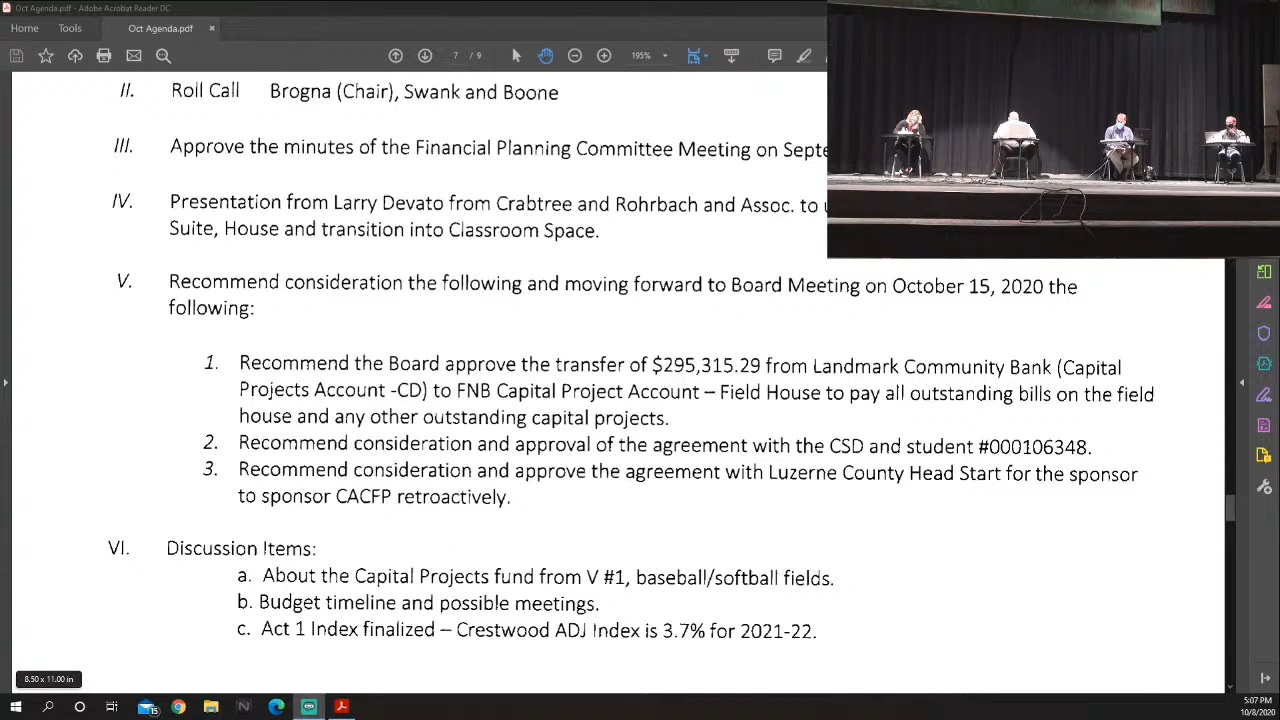 Oct Agenda.pdf - Adobe Acrobat Reader DC
Home Tools Oct Agenda.pdf ×
7 / 9 195%
II. Roll Call Brogna (Chair), Swank and Boone
III. Approve the minutes of the Financial Planning Committee Meeting on Septe
IV. Presentation from Larry Devato from Crabtree and Rohrbach and Assoc. to
Suite, House and transition into Classroom Space.
V. Recommend consideration the following and moving forward to Board Meeting on October 15, 2020 the
following:
1. Recommend the Board approve the transfer of $295,315.29 from Landmark Community Bank (Capital
Projects Account -CD) to FNB Capital Project Account – Field House to pay all outstanding bills on the field
house and any other outstanding capital projects.
2. Recommend consideration and approval of the agreement with the CSD and student #000106348.
3. Recommend consideration and approve the agreement with Luzerne County Head Start for the sponsor
to sponsor CACFP retroactively.
VI. Discussion Items:
a. About the Capital Projects fund from V #1, baseball/softball fields.
b. Budget timeline and possible meetings.
c. Act 1 Index finalized – Crestwood ADJ Index is 3.7% for 2021-22.
8.50 x 11.00 in
15
5:07 PM
10/8/2020